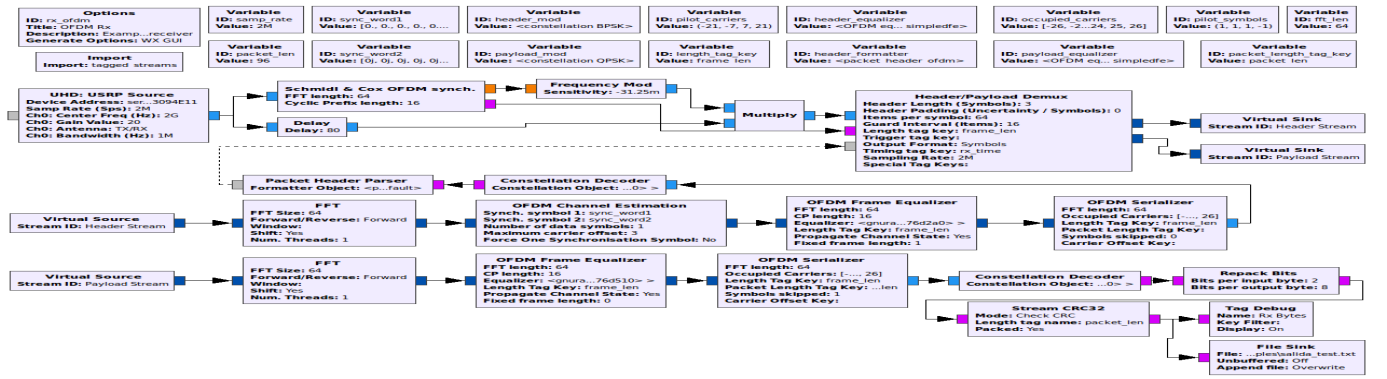 Options
ID: rx_ofdm
Title: OFDM Rx
Description: Examp...receiver
Generate Options: WX GUI
Variable
ID: samp_rate
Value: 2M
Variable
ID: sync_word1
Value: [0., 0., 0., 0....
Variable
ID: header_mod
Value: <constellation BPSK>
Variable
ID: pilot_carriers
Value: (-21, -7, 7, 21)
Variable
ID: header_equalizer
Value: <OFDM eq... simpledfe>
Variable
ID: occupied_carriers
Value: [-26, -2...24, 25, 26]
Variable
ID: pilot_symbols
Value: (1, 1, 1, -1)
Variable
ID: fft_len
Value: 64
Import
Import: tagged_streams
Variable
ID: packet_len
Value: 96
Variable
ID: sync_word2
Value: [0j, 0j, 0j, 0j...
Variable
ID: payload_mod
Value: <constellation QPSK>
Variable
ID: length_tag_key
Value: frame_len
Variable
ID: header_formatter
Value: <packet_header_ofdm>
Variable
ID: payload_equalizer
Value: <OFDM eq... simpledfe>
Variable
ID: packet_length_tag_key
Value: packet_len
UHD: USRP Source
Device Address: ser...3094E11
Samp Rate (Sps): 2M
Ch0: Center Freq (Hz): 2G
Ch0: Gain Value: 20
Ch0: Antenna: TX/RX
Ch0: Bandwidth (Hz): 1M
Schmidl & Cox OFDM synch.
FFT length: 64
Cyclic Prefix length: 16
Delay
Delay: 80
Frequency Mod
Sensitivity: -31.25m
Multiply
Header/Payload Demux
Header Length (Symbols): 3
Header Padding (Uncertainty / Symbols): 0
Items per symbol: 64
Guard Interval (Items): 16
Length tag key: frame_len
Trigger tag key:
Output Format: Symbols
Timing tag key: rx_time
Sampling Rate: 2M
Special Tag Keys:
Virtual Sink
Stream ID: Header Stream
Virtual Sink
Stream ID: Payload Stream
Packet Header Parser
Formatter Object: <p...fault>
Constellation Decoder
Constellation Object: ...0> >
Virtual Source
Stream ID: Header Stream
FFT
FFT Size: 64
Forward/Reverse: Forward
Window:
Shift: Yes
Num. Threads: 1
OFDM Channel Estimation
Synch. symbol 1: sync_word1
Synch. symbol 2: sync_word2
Number of data symbols: 1
Maximum carrier offset: 3
Force One Synchronisation Symbol: No
OFDM Frame Equalizer
FFT length: 64
CP length: 16
Equalizer: <gnura...76d2a0> >
Length Tag Key: frame_len
Propagate Channel State: Yes
Fixed frame length: 1
OFDM Serializer
FFT length: 64
Occupied Carriers: [-..., 26]
Length Tag Key: frame_len
Packet Length Tag Key:
Symbols skipped: 0
Carrier Offset Key:
Virtual Source
Stream ID: Payload Stream
FFT
FFT Size: 64
Forward/Reverse: Forward
Window:
Shift: Yes
Num. Threads: 1
OFDM Frame Equalizer
FFT length: 64
CP length: 16
Equalizer: <gnura...76d510> >
Length Tag Key: frame_len
Propagate Channel State: Yes
Fixed frame length: 0
OFDM Serializer
FFT length: 64
Occupied Carriers: [-..., 26]
Length Tag Key: frame_len
Packet Length Tag Key: ...len
Symbols skipped: 1
Carrier Offset Key:
Constellation Decoder
Constellation Object: ...0> >
Repack Bits
Bits per input byte: 2
Bits per output byte: 8
Stream CRC32
Mode: Check CRC
Length tag name: packet_len
Packed: Yes
Tag Debug
Name: Rx Bytes
Key Filter:
Display: On
File Sink
File: ...ples\salida_test.txt
Unbuffered: Off
Append file: Overwrite